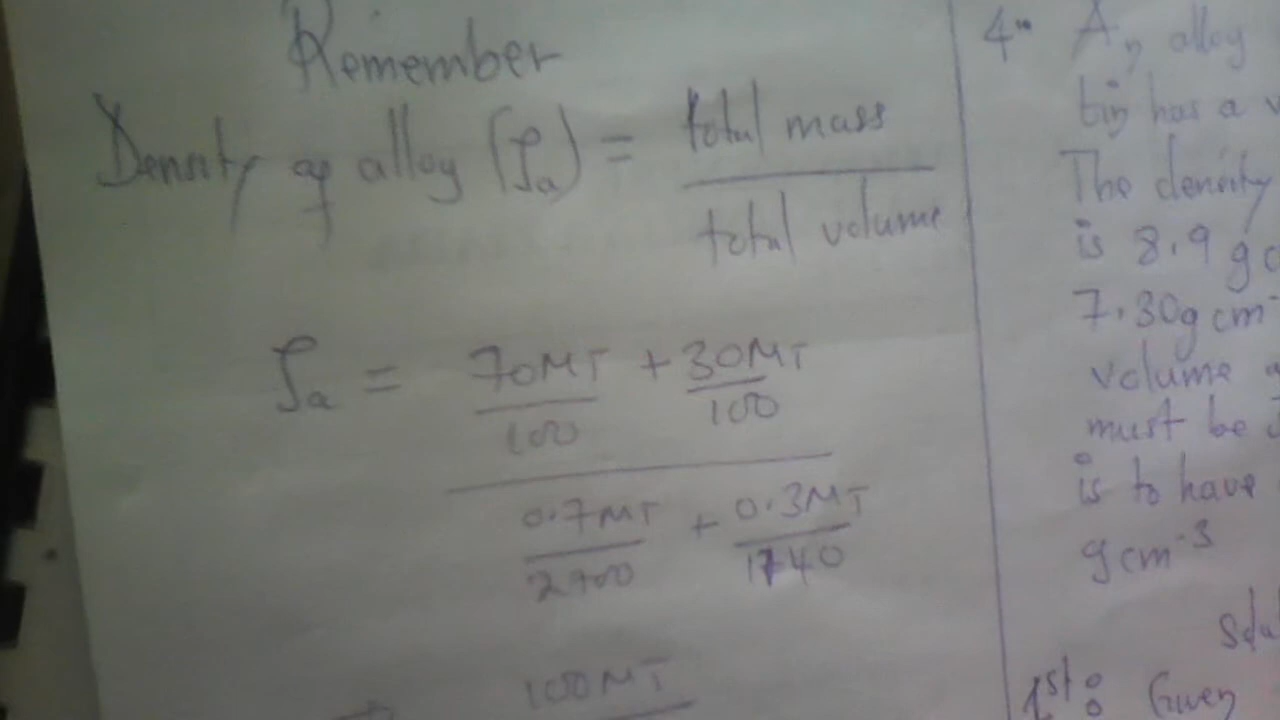 Remember
Density of alloy (ρa) = total mass
total volume
ρa = 70MT + 30MT
100 100
0.7MT + 0.3MT
2700 1740
100MT
4. An alloy
tin has a
The density
is 8.9 g
7.30g cm-
volume
must be
is to have
g cm-3
1st: Given